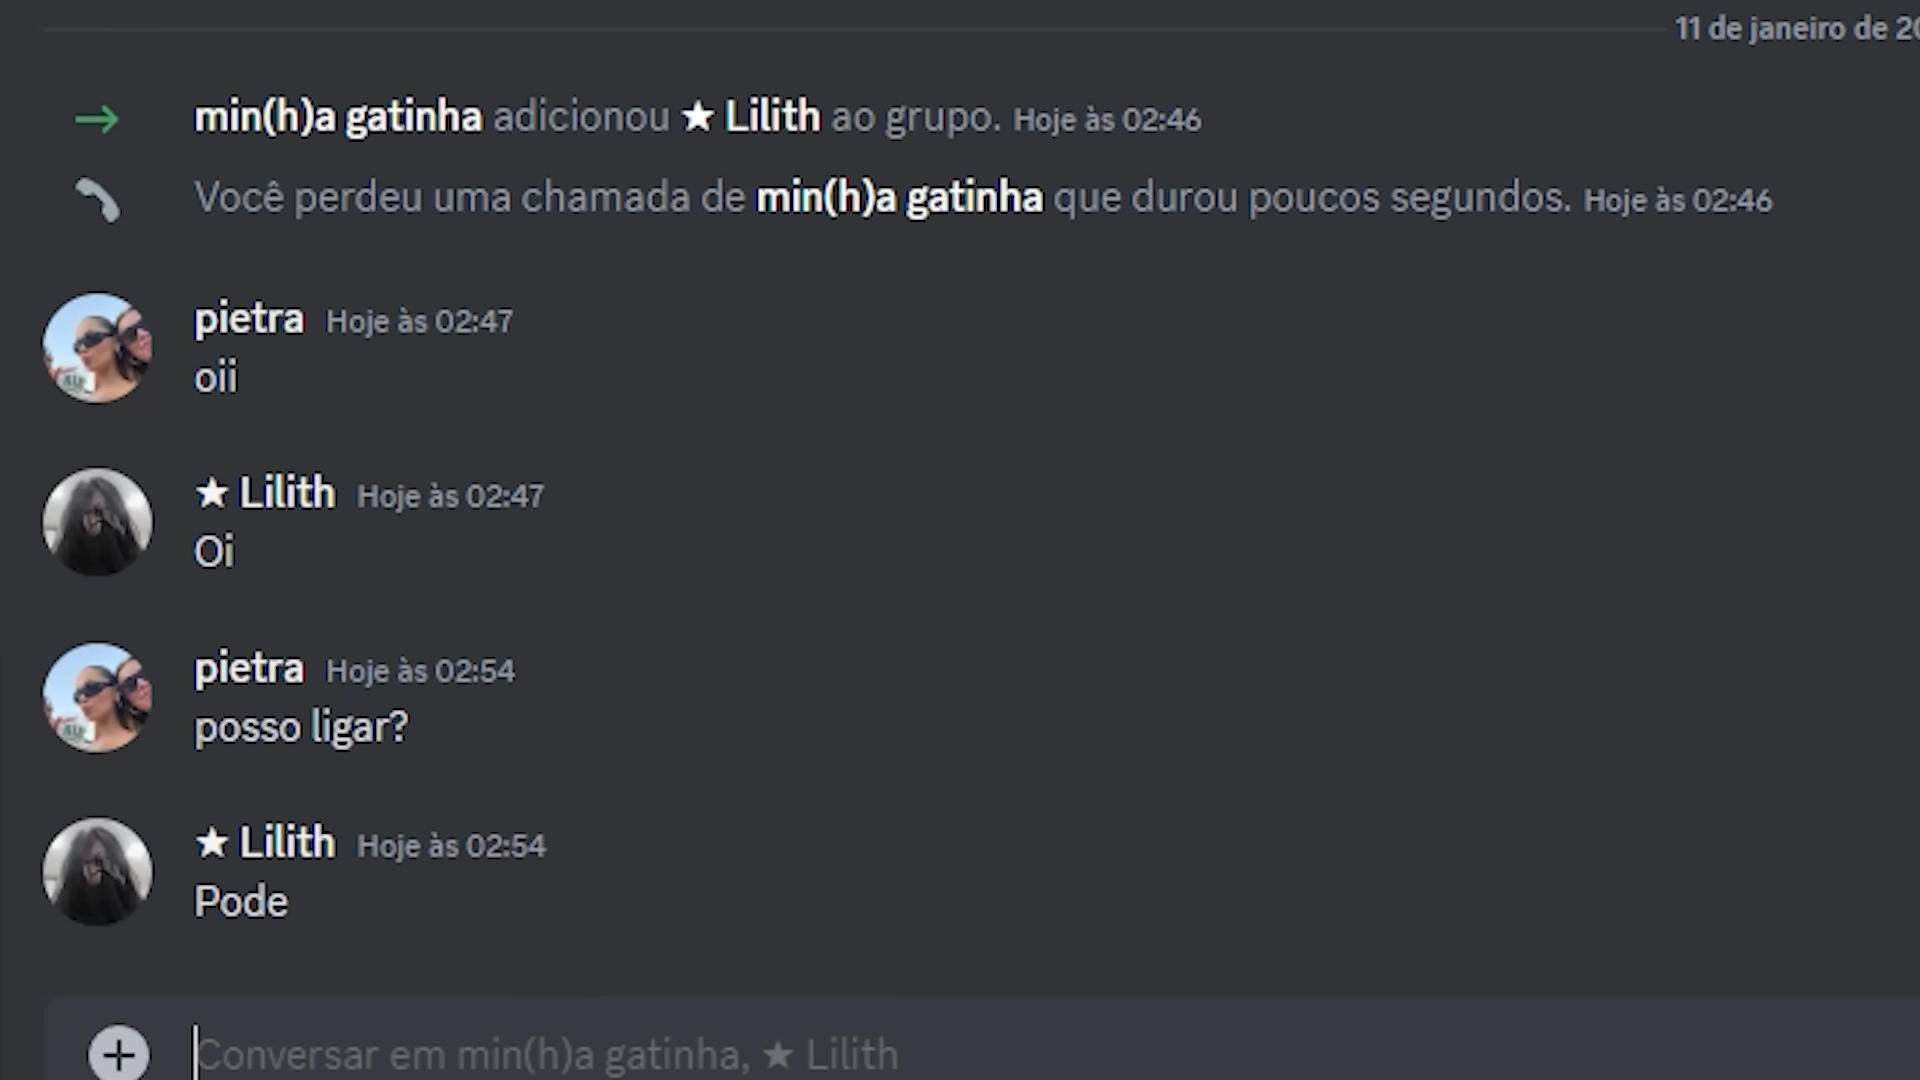 11 de janeiro de 20
min(h)a gatinha adicionou ★ Lilith ao grupo. Hoje às 02:46
Você perdeu uma chamada de min(h)a gatinha que durou poucos segundos. Hoje às 02:46
pietra Hoje às 02:47
oii
★ Lilith Hoje às 02:47
Oi
pietra Hoje às 02:54
posso ligar?
★ Lilith Hoje às 02:54
Pode
Conversar em min(h)a gatinha, ★ Lilith